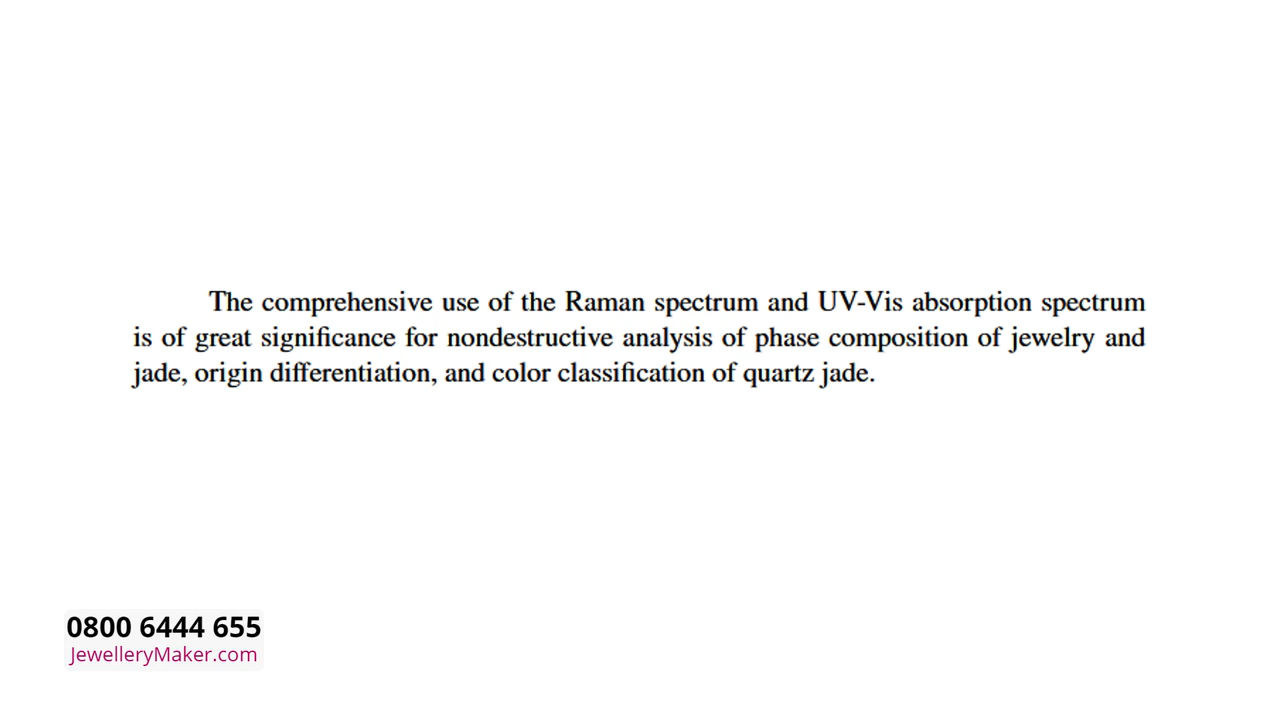 The comprehensive use of the Raman spectrum and UV-Vis absorption spectrum
is of great significance for nondestructive analysis of phase composition of jewelry and
jade, origin differentiation, and color classification of quartz jade.
0800 6444 655
JewelleryMaker.com